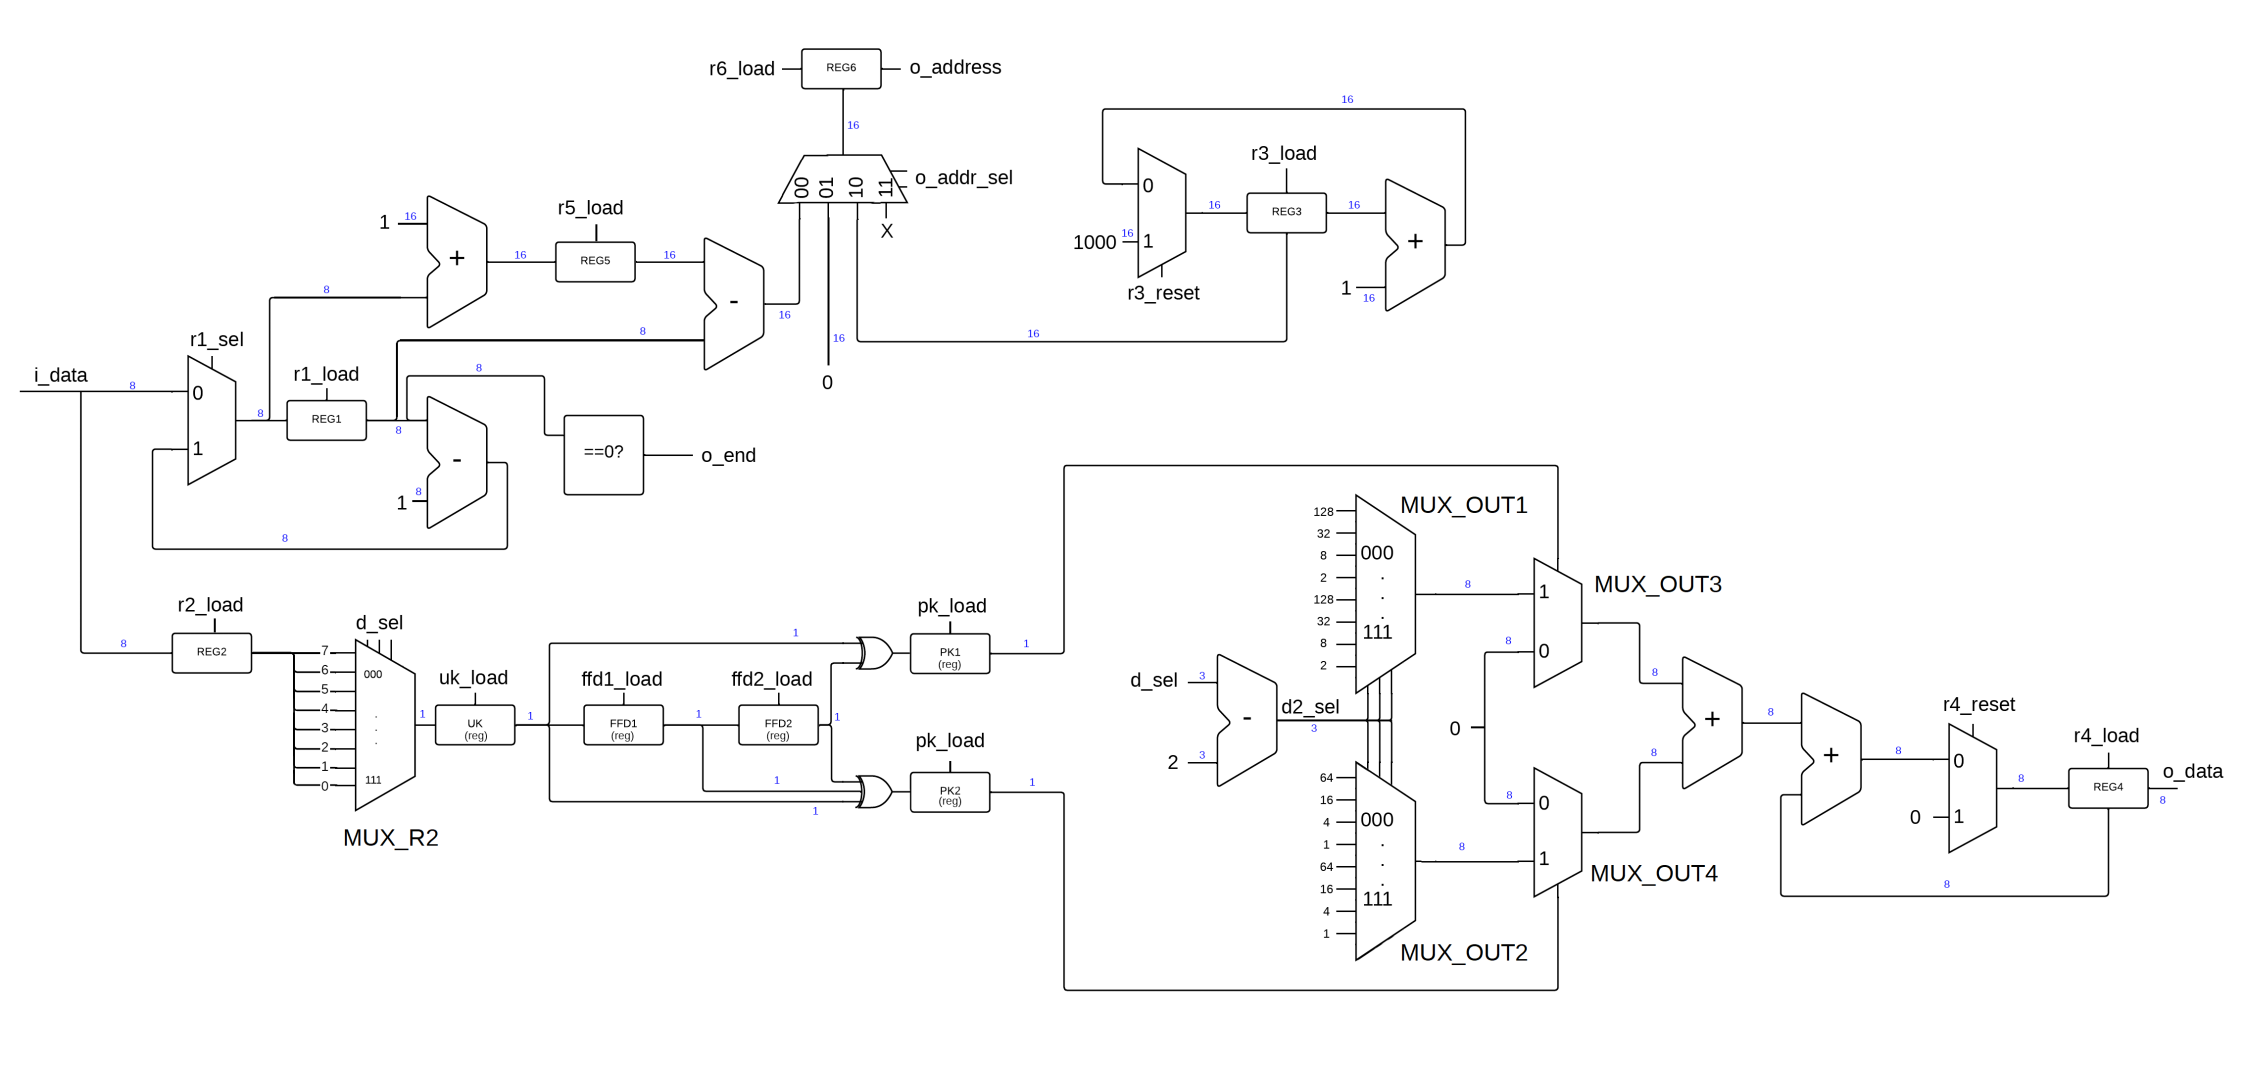 r6_load
REG6
o_address
16
00
01
10
11
o_addr_sel
X
1
16
+
16
r5_load
REG5
16
-
16
8
8
16
0
16
0
16
1000
1
r3_reset
16
r3_load
REG3
16
+
1
16
16
i_data
8
r1_sel
0
1
8
r1_load
REG1
8
8
-
1
8
8
==0?
o_end
8
r2_load
REG2
7
6
5
4
3
2
1
0
d_sel
000
.
.
.
111
MUX_R2
1
uk_load
UK
(reg)
1
ffd1_load
FFD1
(reg)
1
ffd2_load
FFD2
(reg)
1
1
1
1
pk_load
PK1
(reg)
1
pk_load
PK2
(reg)
1
d_sel
3
2
3
-
d2_sel
3
MUX_OUT1
128
32
8
2
128
32
8
2
000
.
.
.
111
8
64
16
4
1
64
16
4
1
000
.
.
.
111
MUX_OUT2
8
0
8
8
1
0
MUX_OUT3
0
1
MUX_OUT4
8
8
+
8
+
8
r4_reset
0
0
1
8
r4_load
REG4
o_data
8
8